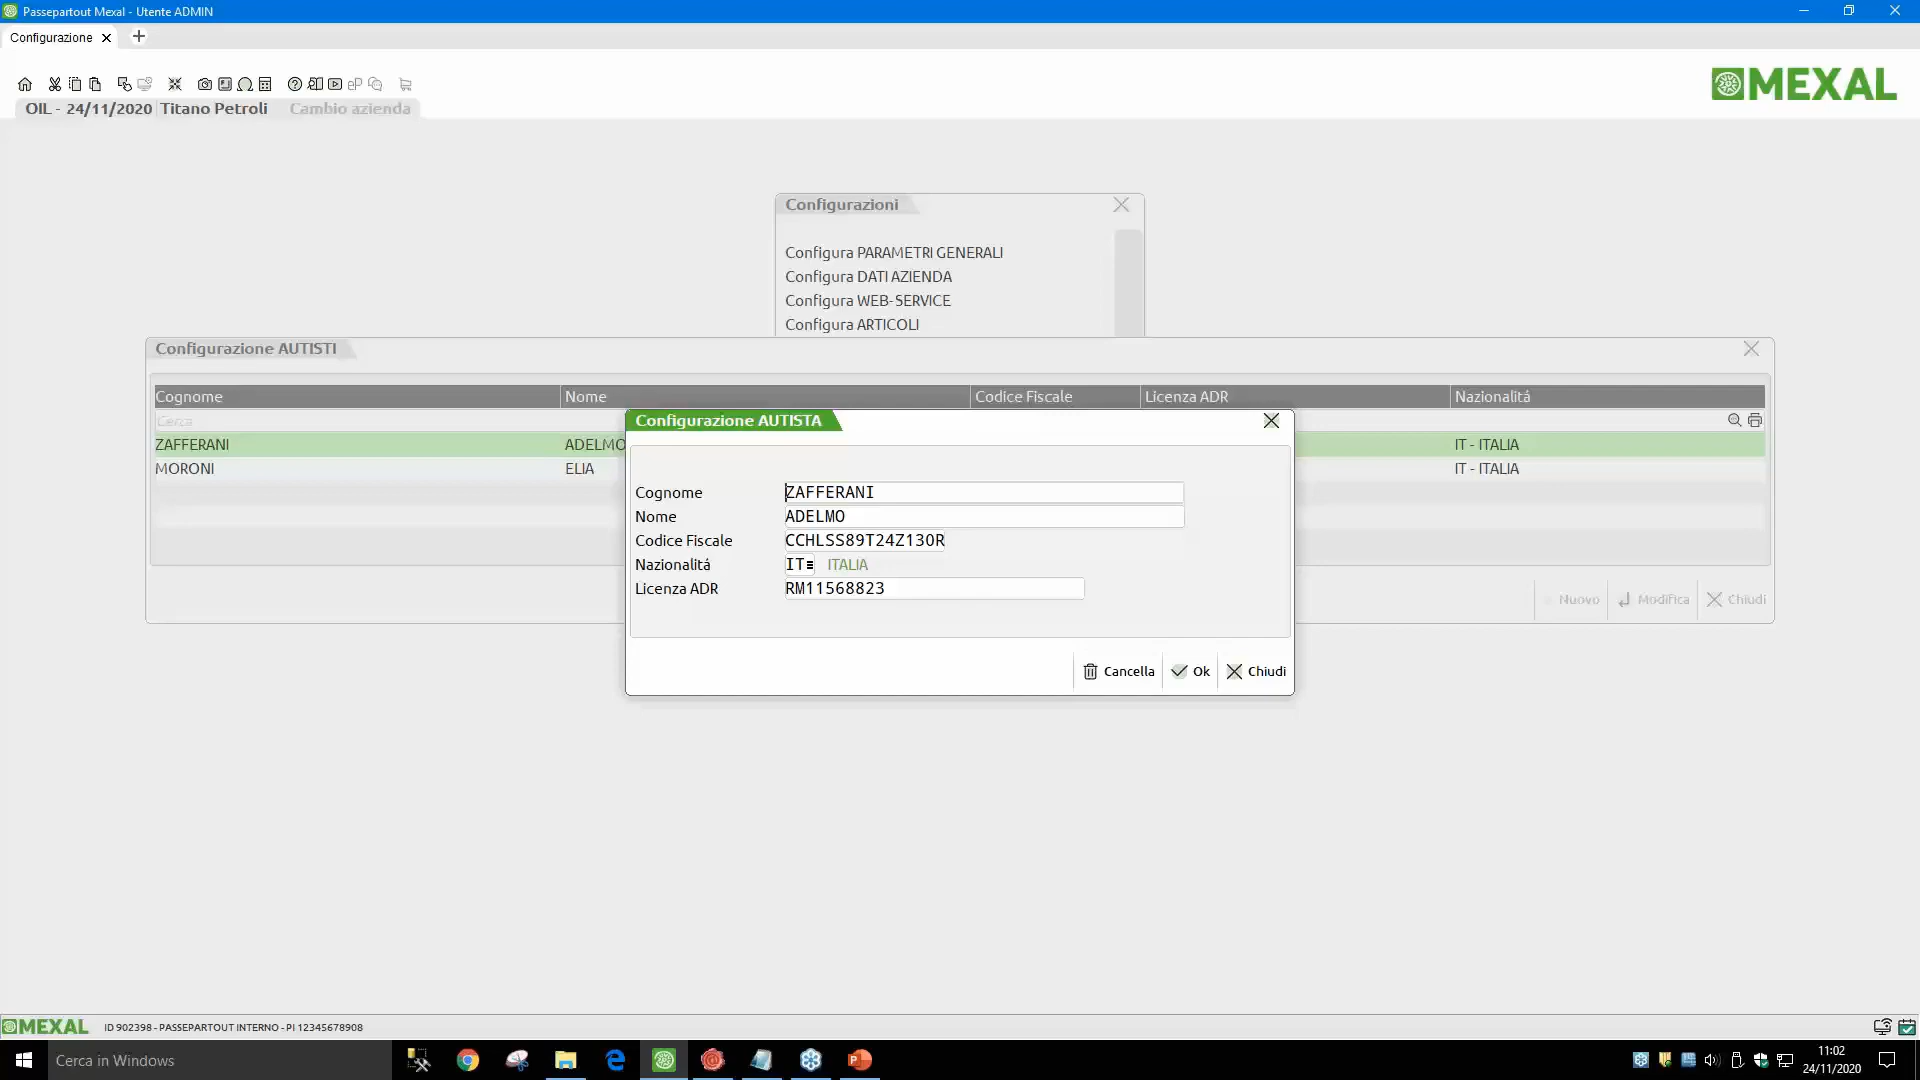 Passepartout Mexal - Utente ADMIN
Configurazione
MEXAL
OIL - 24/11/2020 Titano Petroli Cambio azienda
Configurazioni
Configura PARAMETRI GENERALI
Configura DATI AZIENDA
Configura WEB-SERVICE
Configura ARTICOLI
Configurazione AUTISTI
Cognome Nome Codice Fiscale Licenza ADR Nazionalitá
Cerca
ZAFFERANI ADELMO IT - ITALIA
MORONI ELIA IT - ITALIA
Nuovo Modifica Chiudi
Configurazione AUTISTA
Cognome ZAFFERANI
Nome ADELMO
Codice Fiscale CCHLSS89T24Z130R
Nazionalitá IT ITALIA
Licenza ADR RM11568823
Cancella Ok Chiudi
MEXAL ID 902398 - PASSEPARTOUT INTERNO - PI 12345678908
Cerca in Windows
11:02
24/11/2020